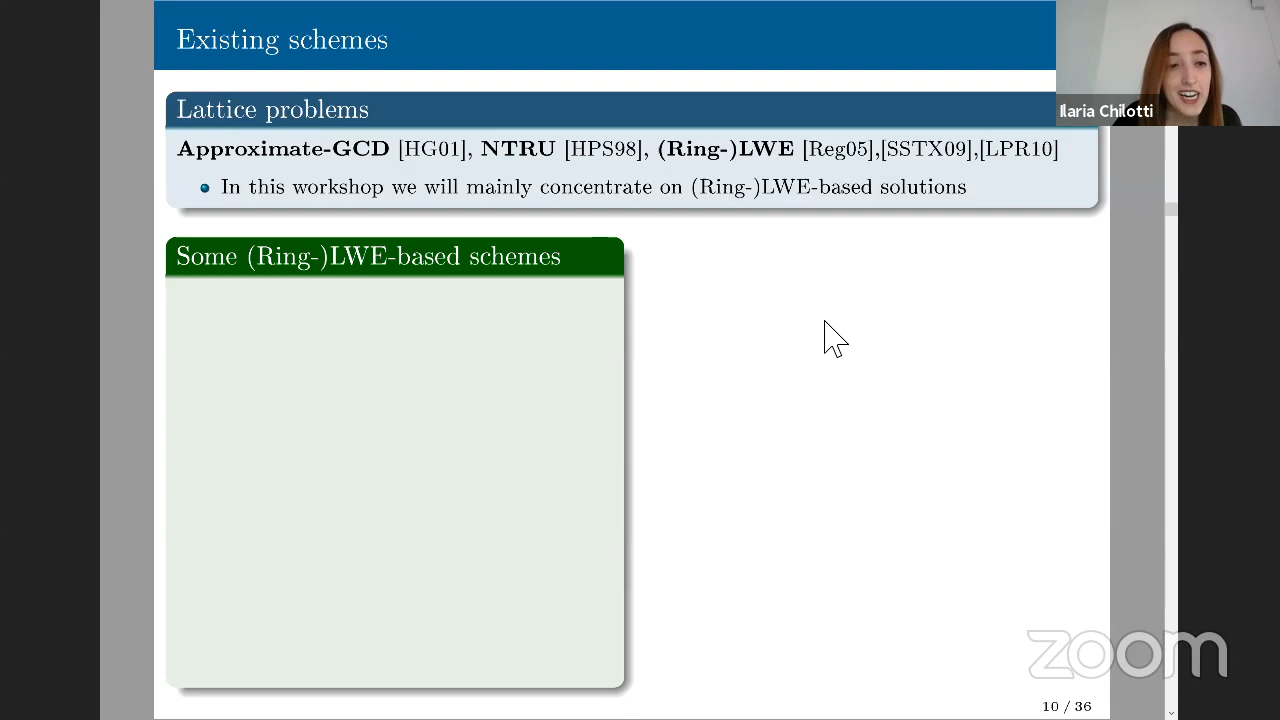 Existing schemes
Ilaria Chilotti
Lattice problems
Approximate-GCD [HG01], NTRU [HPS98], (Ring-)LWE [Reg05],[SSTX09],[LPR10]
In this workshop we will mainly concentrate on (Ring-)LWE-based solutions
Some (Ring-)LWE-based schemes
zoom
10 / 36